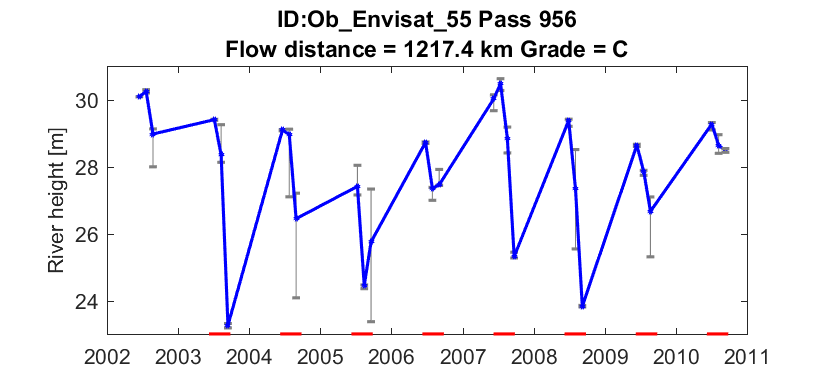 ID:Ob_Envisat_55 Pass 956
Flow distance = 1217.4 km Grade = C
River height [m]
30
28
26
24
2002 2003 2004 2005 2006 2007 2008 2009 2010 2011